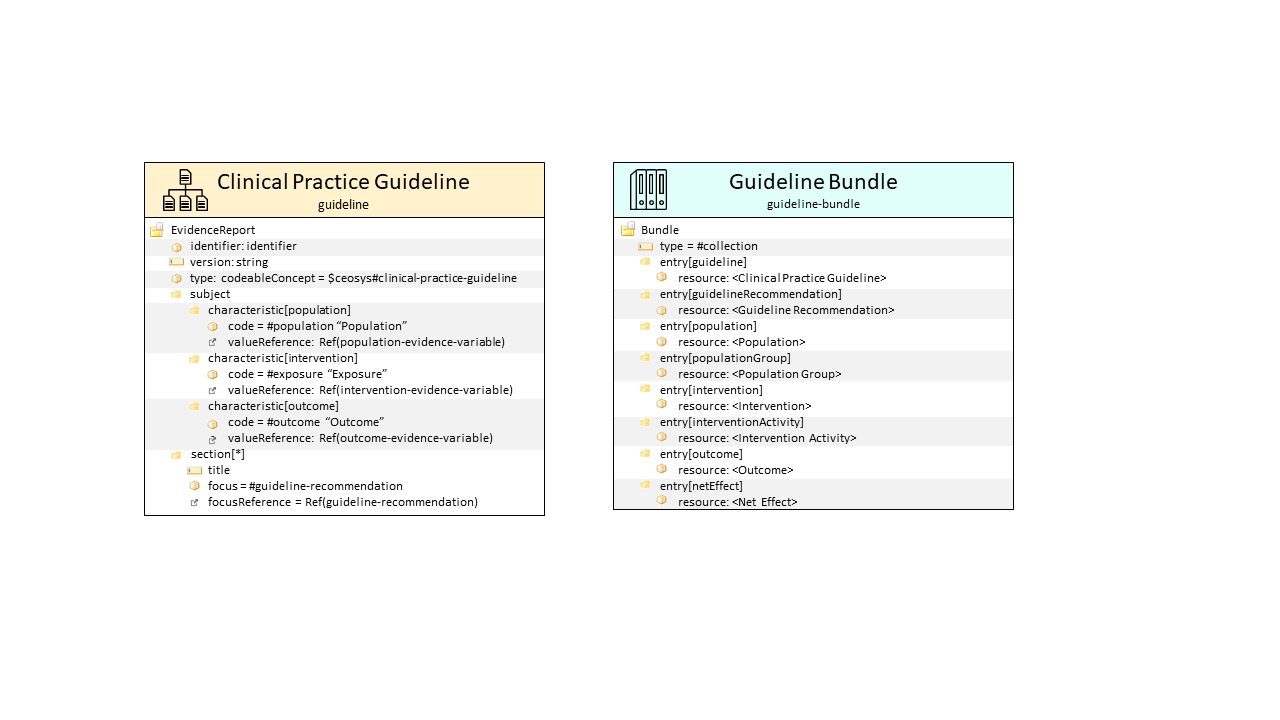 Clinical Practice Guideline
guideline
EvidenceReport
identifier: identifier
version: string
type: codeableConcept = $ceosys#clinical-practice-guideline
subject
characteristic[population]
code = #population “Population”
valueReference: Ref(population-evidence-variable)
characteristic[intervention]
code = #exposure “Exposure”
valueReference: Ref(intervention-evidence-variable)
characteristic[outcome]
code = #outcome “Outcome”
valueReference: Ref(outcome-evidence-variable)
section[*]
title
focus = #guideline-recommendation
focusReference = Ref(guideline-recommendation)
Guideline Bundle
guideline-bundle
Bundle
type = #collection
entry[guideline]
resource: <Clinical Practice Guideline>
entry[guidelineRecommendation]
resource: <Guideline Recommendation>
entry[population]
resource: <Population>
entry[populationGroup]
resource: <Population Group>
entry[intervention]
resource: <Intervention>
entry[interventionActivity]
resource: <Intervention Activity>
entry[outcome]
resource: <Outcome>
entry[netEffect]
resource: <Net Effect>